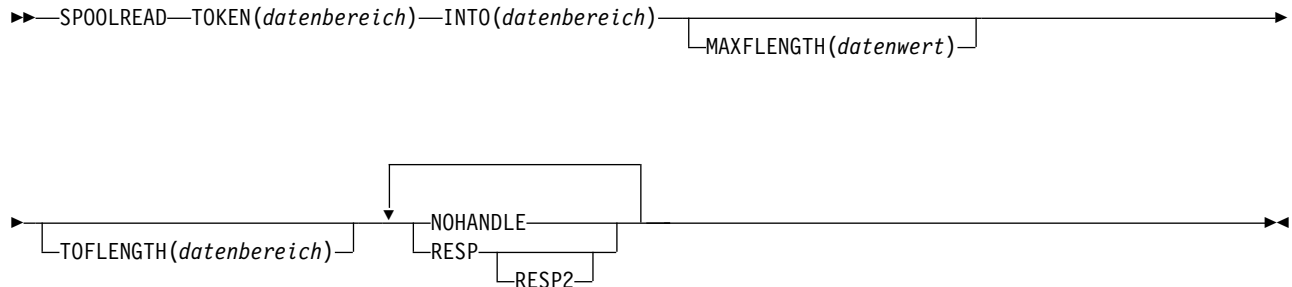 SPOOLREAD TOKEN(datenbereich) INTO(datenbereich)
MAXFLENGTH(datenwert)
NOHANDLE
TOFLENGTH(datenbereich) RESP
RESP2